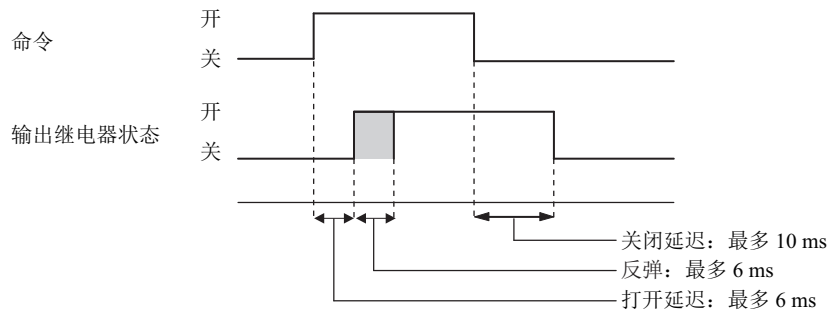 命令
开
关
输出继电器状态
开
关
关闭延迟：最多 10 ms
反弹：最多 6 ms
打开延迟：最多 6 ms